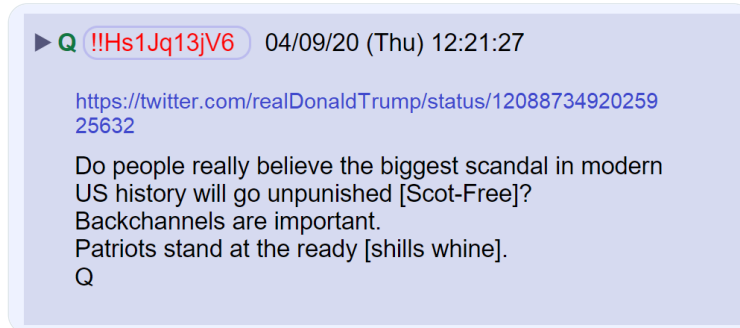 Q !!Hs1Jq13jV6 04/09/20 (Thu) 12:21:27
https://twitter.com/realDonaldTrump/status/12088734920259
25632
Do people really believe the biggest scandal in modern
US history will go unpunished [Scot-Free]?
Backchannels are important.
Patriots stand at the ready [shills whine].
Q